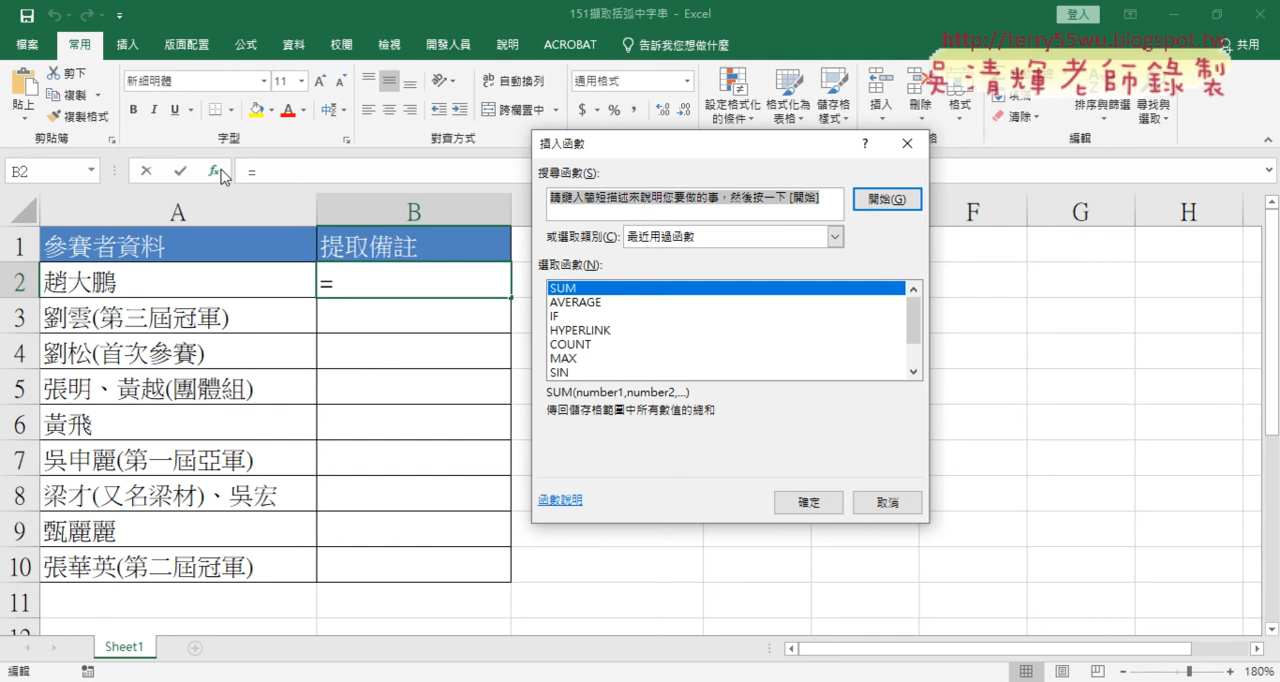 151擷取括弧中字串 - Excel
登入
檔案 常用 插入 版面配置 公式 資料 校閱 檢視 開發人員 說明 ACROBAT 告訴我您想做什麼 共用
http://terry55wu.blogspot.tw
吳清輝老師錄製
貼上 剪下 複製 複製格式 剪貼簿
新細明體 11 B I U 字型
自動換列 跨欄置中 對齊方式
通用格式 $ % ,
設定格式化的條件 格式化為表格 儲存格樣式
插入 刪除 格式
清除 排序與篩選 尋找與選取 編輯
B2 fx =
A B F G H
1 參賽者資料 提取備註
2 趙大鵬 =
3 劉雲(第三屆冠軍)
4 劉松(首次參賽)
5 張明、黃越(團體組)
6 黃飛
7 吳申麗(第一屆亞軍)
8 梁才(又名梁材)、吳宏
9 甄麗麗
10 張華英(第二屆冠軍)
11
12
插入函數 ?
搜尋函數(S):
請鍵入簡短描述來說明您要做的事，然後按一下 [開始] 開始(G)
或選取類別(C): 最近用過函數
選取函數(N):
SUM
AVERAGE
IF
HYPERLINK
COUNT
MAX
SIN
SUM(number1,number2,...)
傳回儲存格範圍中所有數值的總和
函數說明 確定 取消
Sheet1
編輯 180%